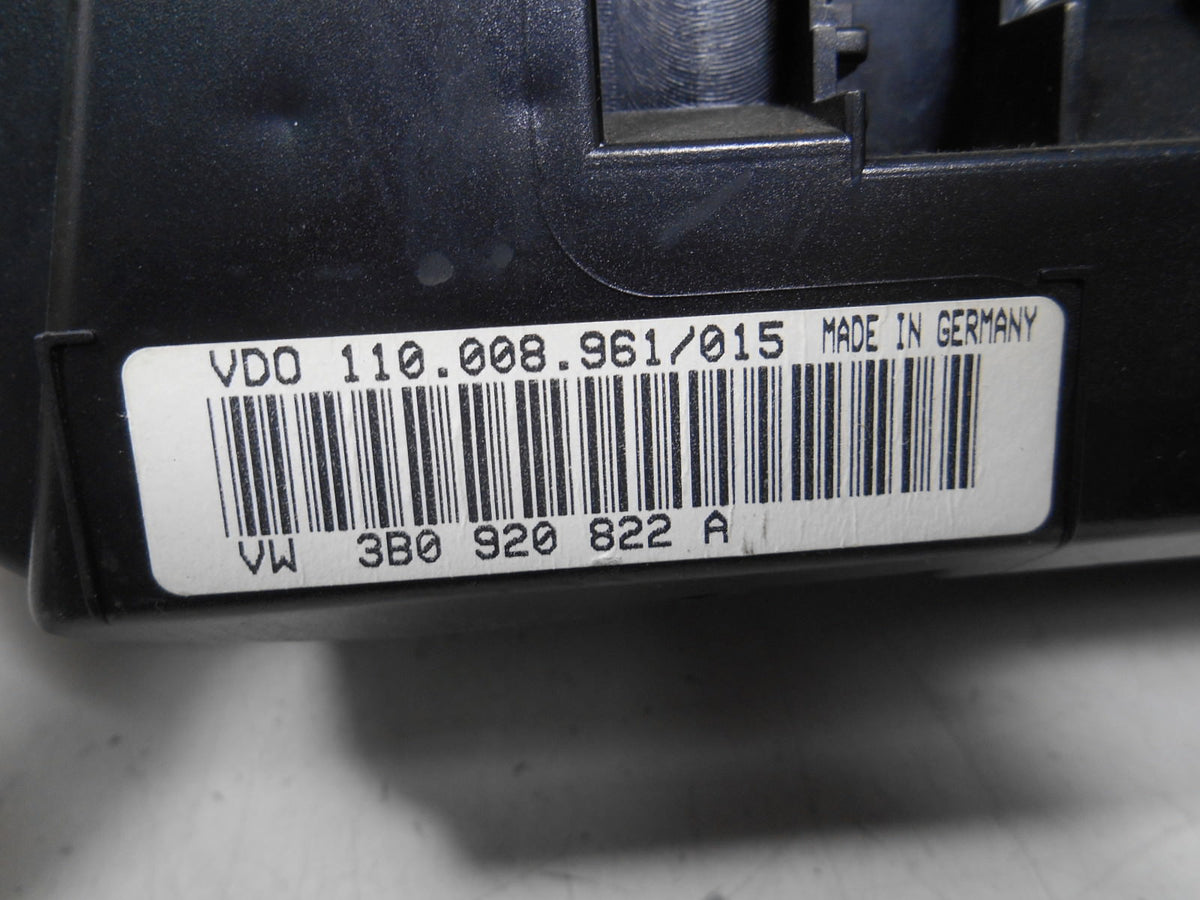 VDO 110.008.961/015 MADE IN GERMANY
VW 3B0 920 822 A